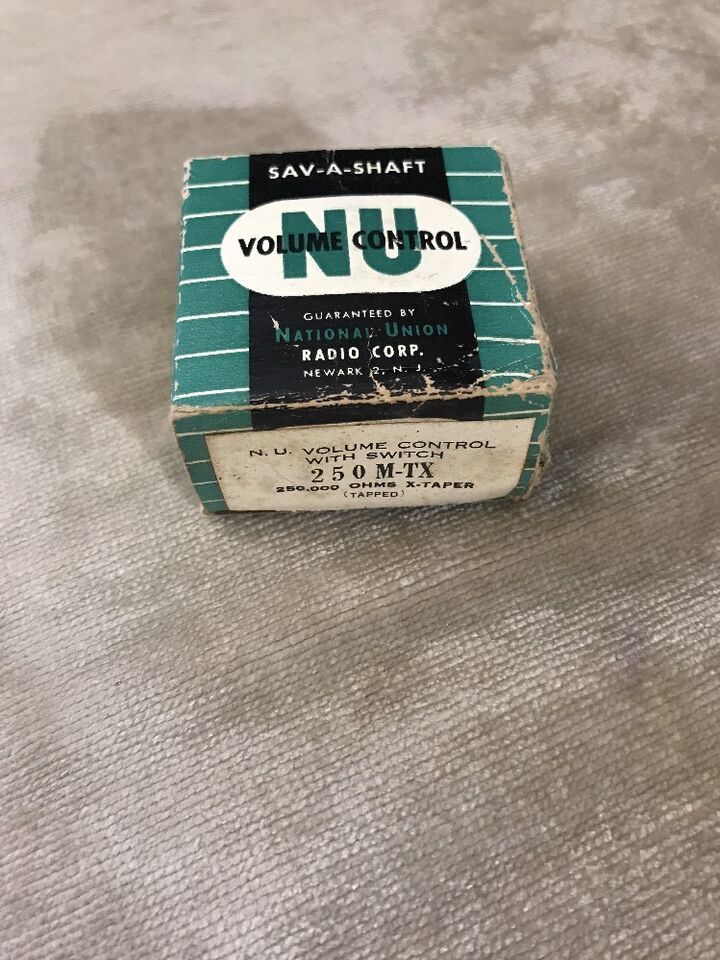 SAV-A-SHAFT
NU
VOLUME CONTROL
GUARANTEED BY
NATIONAL UNION
RADIO CORP.
NEWARK 2, N. J.
N. U. VOLUME CONTROL
WITH SWITCH
250 M-TX
250,000 OHMS X-TAPER
(TAPPED)